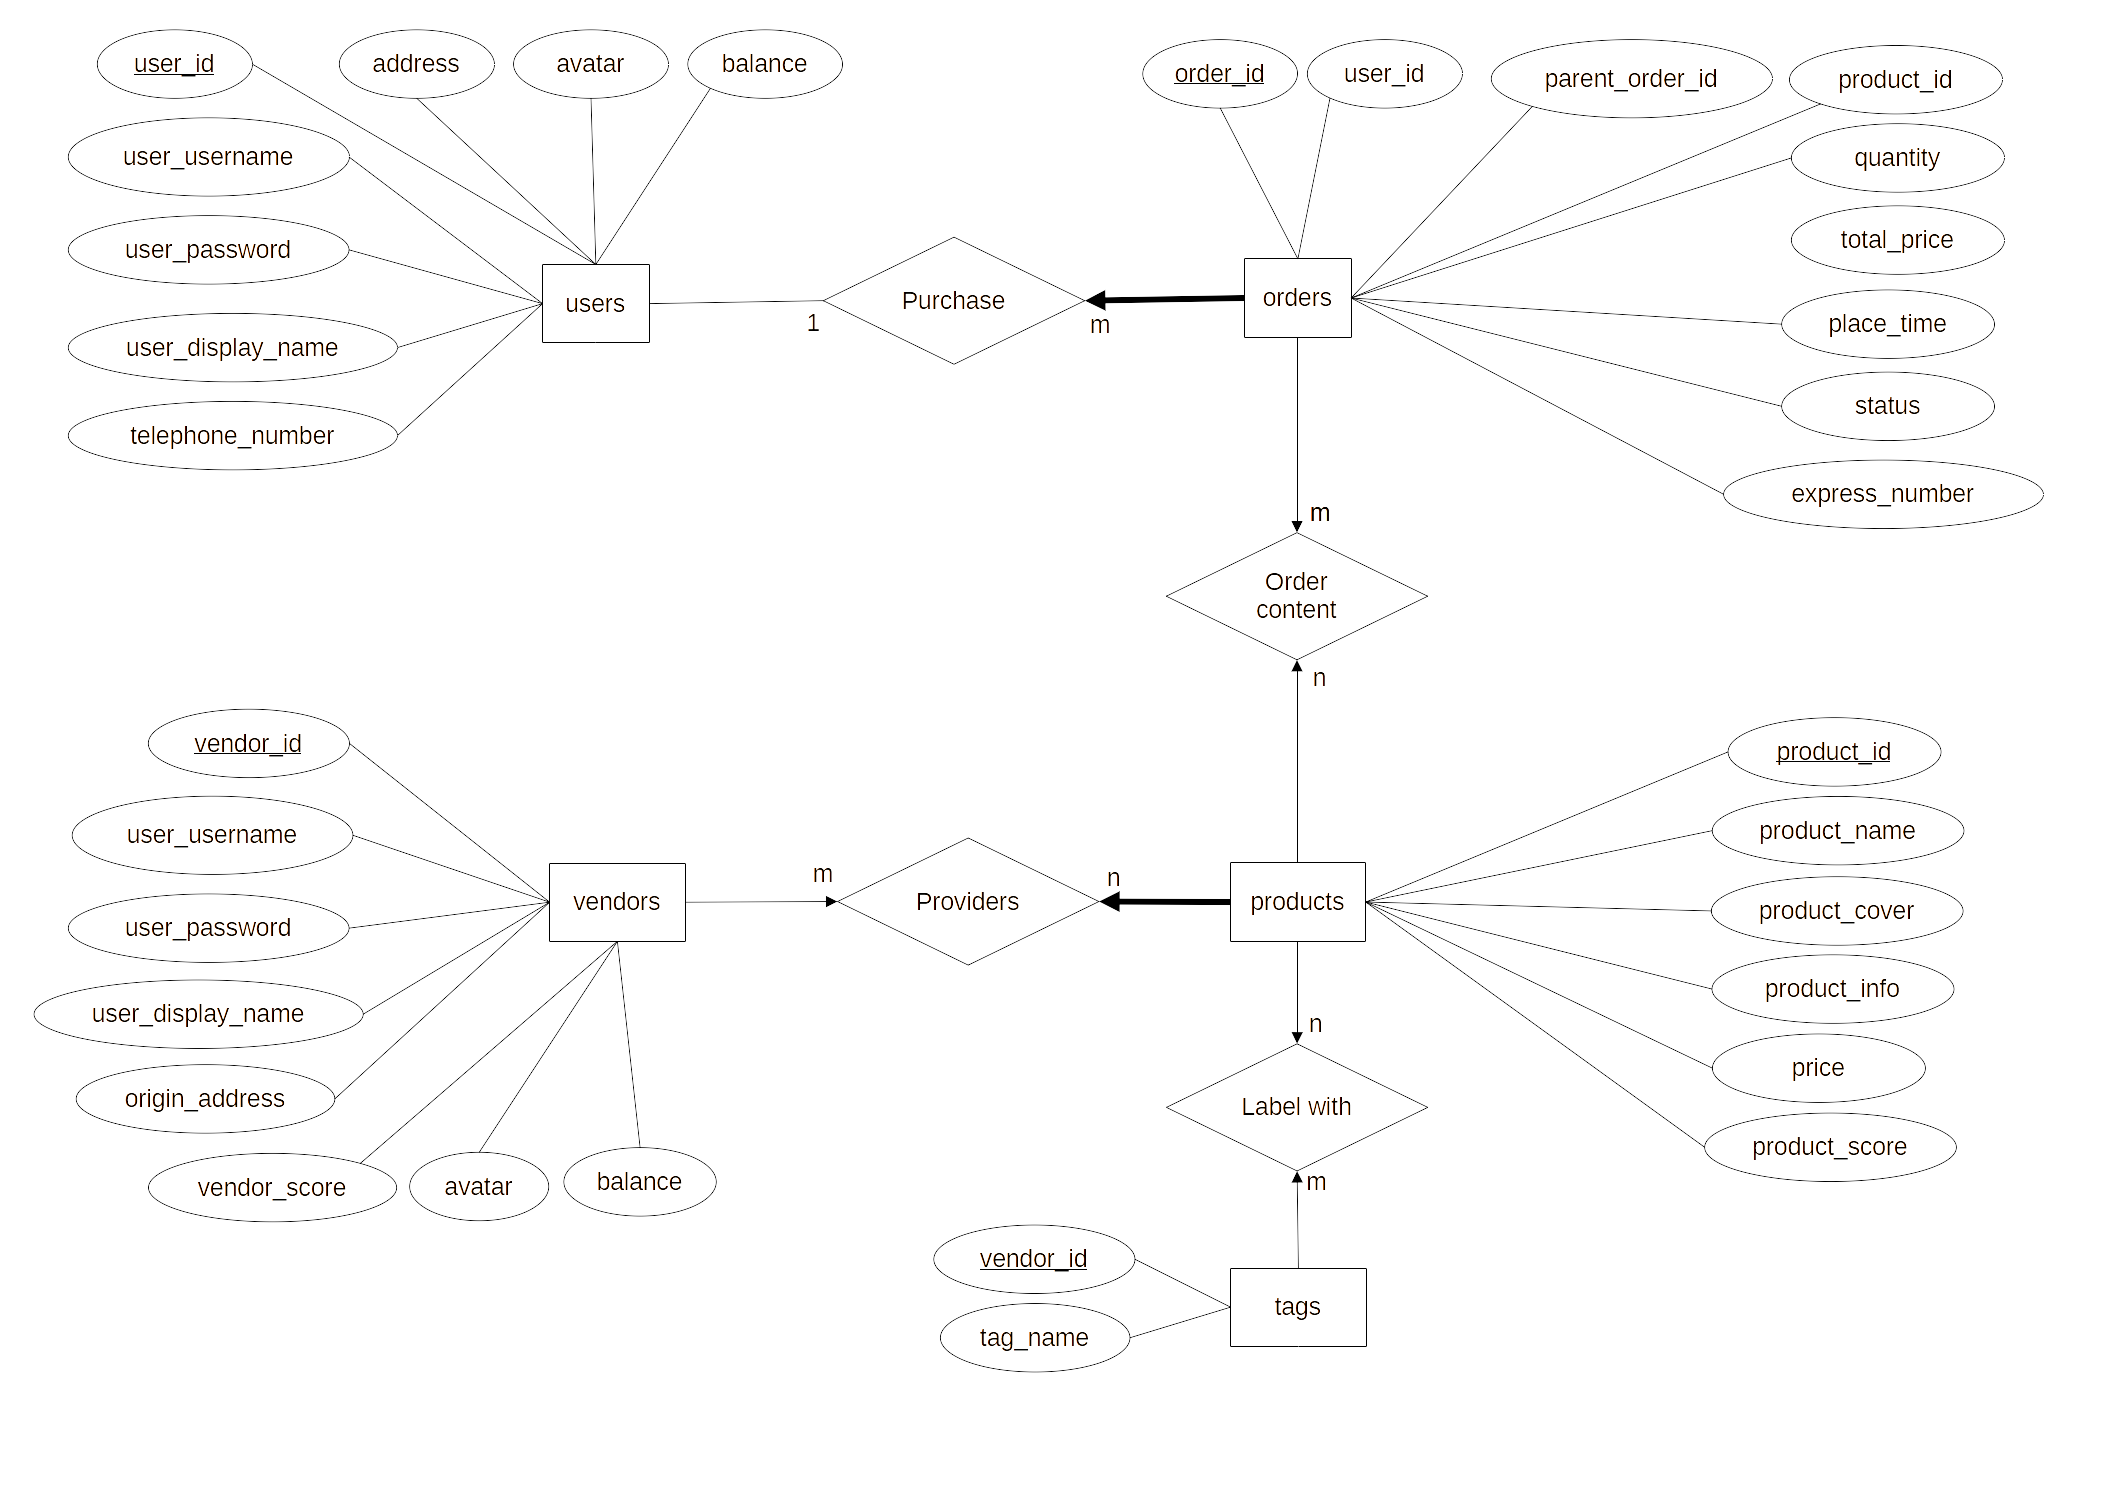 user_id
address
avatar
balance
user_username
user_password
user_display_name
telephone_number
users
1
Purchase
m
order_id
user_id
parent_order_id
product_id
quantity
total_price
place_time
status
express_number
orders
m
Order
content
n
vendor_id
user_username
user_password
user_display_name
origin_address
vendor_score
avatar
balance
vendors
m
Providers
n
products
product_id
product_name
product_cover
product_info
price
product_score
n
Label with
m
vendor_id
tag_name
tags